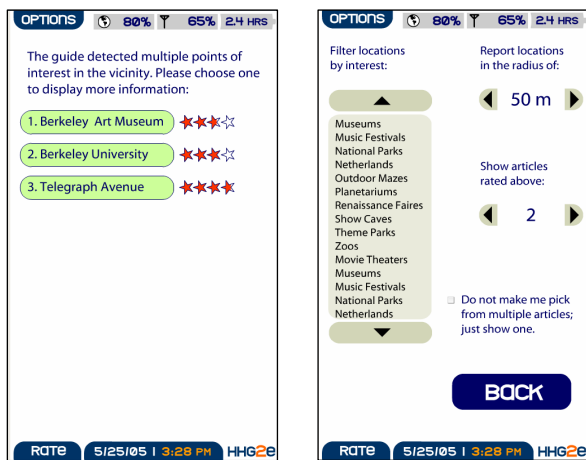 OPTIONS 80% 65% 2.4 HRS
The guide detected multiple points of
interest in the vicinity. Please choose one
to display more information:
1. Berkeley Art Museum
2. Berkeley University
3. Telegraph Avenue
RATE 5/25/05 | 3:28 PM HHG2e
OPTIONS 80% 65% 2.4 HRS
Filter locations
by interest:
Museums
Music Festivals
National Parks
Netherlands
Outdoor Mazes
Planetariums
Renaissance Faires
Show Caves
Theme Parks
Zoos
Movie Theaters
Museums
Music Festivals
National Parks
Netherlands
Report locations
in the radius of:
50 m
Show articles
rated above:
2
Do not make me pick
from multiple articles;
just show one.
BACK
RATE 5/25/05 | 3:28 PM HHG2e